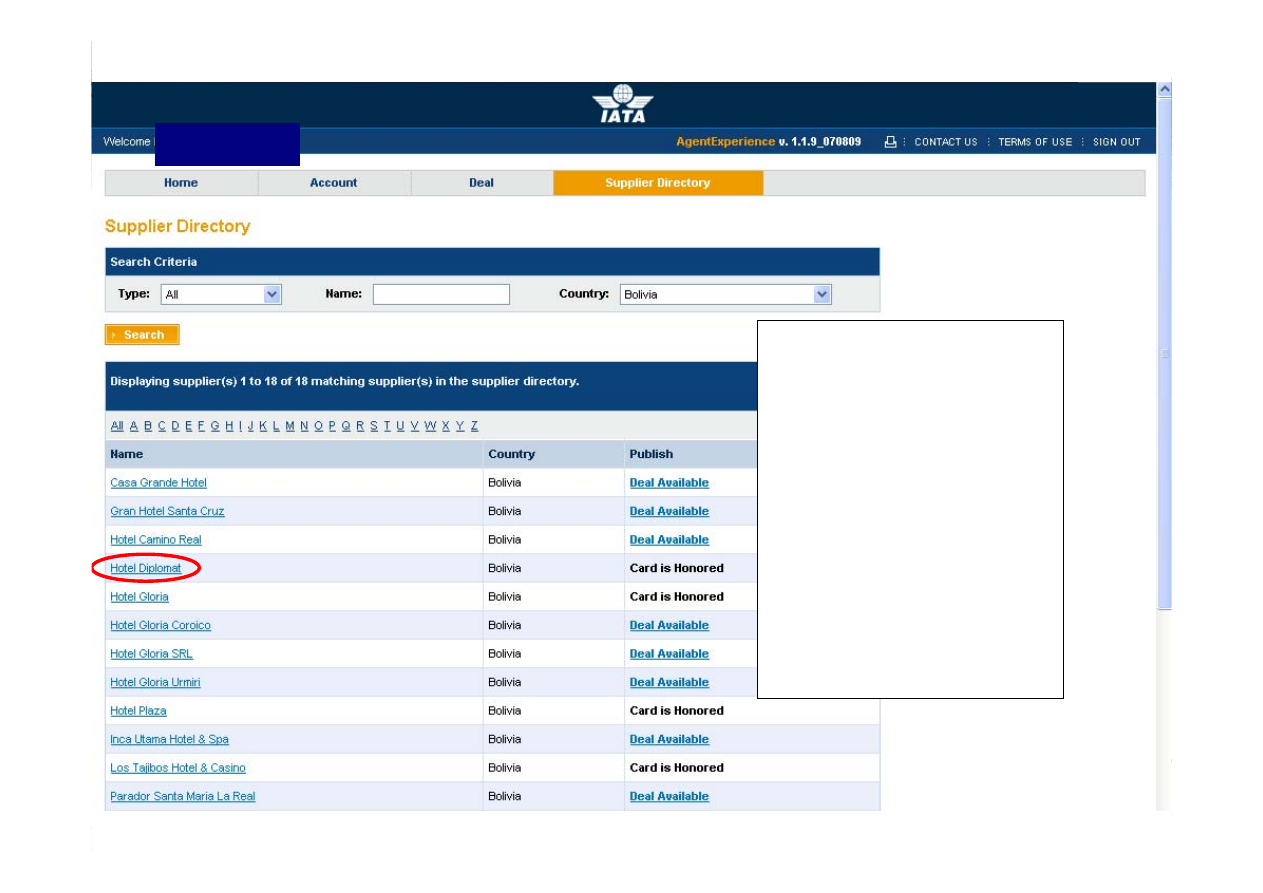 IATA
Welcome
AgentExperience v. 1.1.9_070809 CONTACT US TERMS OF USE SIGN OUT
Home Account Deal Supplier Directory
Supplier Directory
Search Criteria
Type: All Name: Country: Bolivia
Search
Displaying supplier(s) 1 to 18 of 18 matching supplier(s) in the supplier directory.
All A B C D E F G H I J K L M N O P Q R S T U V W X Y Z
Name Country Publish
Casa Grande Hotel Bolivia Deal Available
Gran Hotel Santa Cruz Bolivia Deal Available
Hotel Camino Real Bolivia Deal Available
Hotel Diplomat Bolivia Card is Honored
Hotel Gloria Bolivia Card is Honored
Hotel Gloria Coroico Bolivia Deal Available
Hotel Gloria SRL Bolivia Deal Available
Hotel Gloria Urmiri Bolivia Deal Available
Hotel Plaza Bolivia Card is Honored
Inca Utama Hotel & Spa Bolivia Deal Available
Los Tajibos Hotel & Casino Bolivia Card is Honored
Parador Santa Maria La Real Bolivia Deal Available